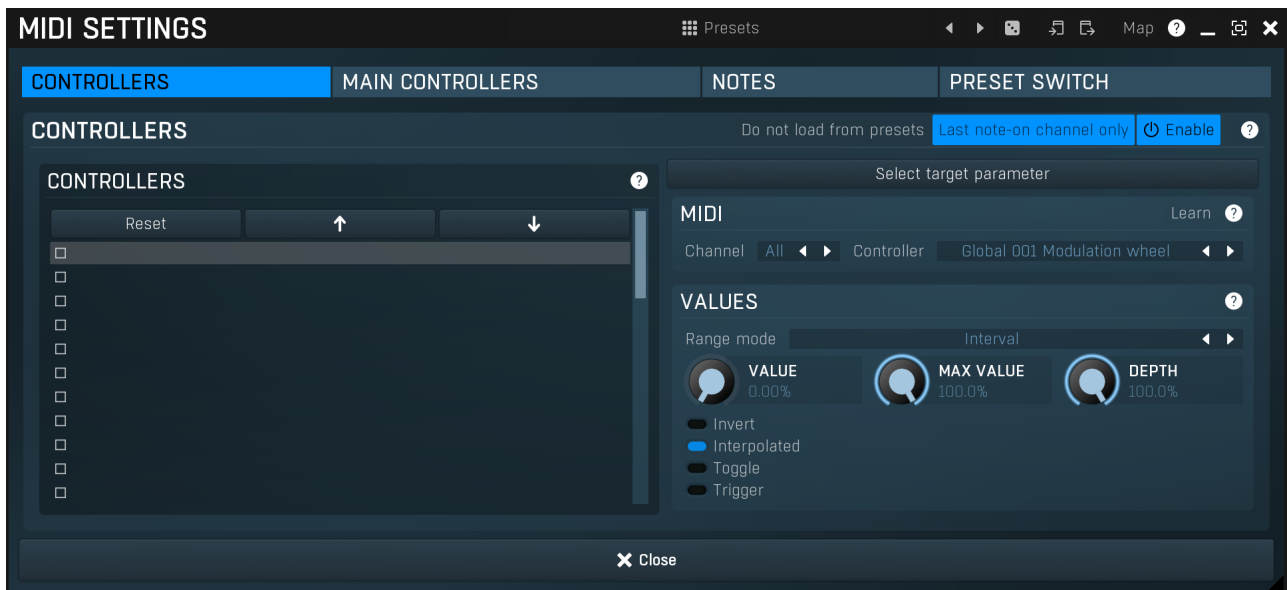 MIDI SETTINGS Presets Map ?
CONTROLLERS MAIN CONTROLLERS NOTES PRESET SWITCH
CONTROLLERS Do not load from presets Last note-on channel only Enable ?
CONTROLLERS ?
Reset
Select target parameter
MIDI Learn ?
Channel All Controller Global 001 Modulation wheel
VALUES ?
Range mode Interval
VALUE MAX VALUE DEPTH
0.00% 100.0% 100.0%
Invert
Interpolated
Toggle
Trigger
Close